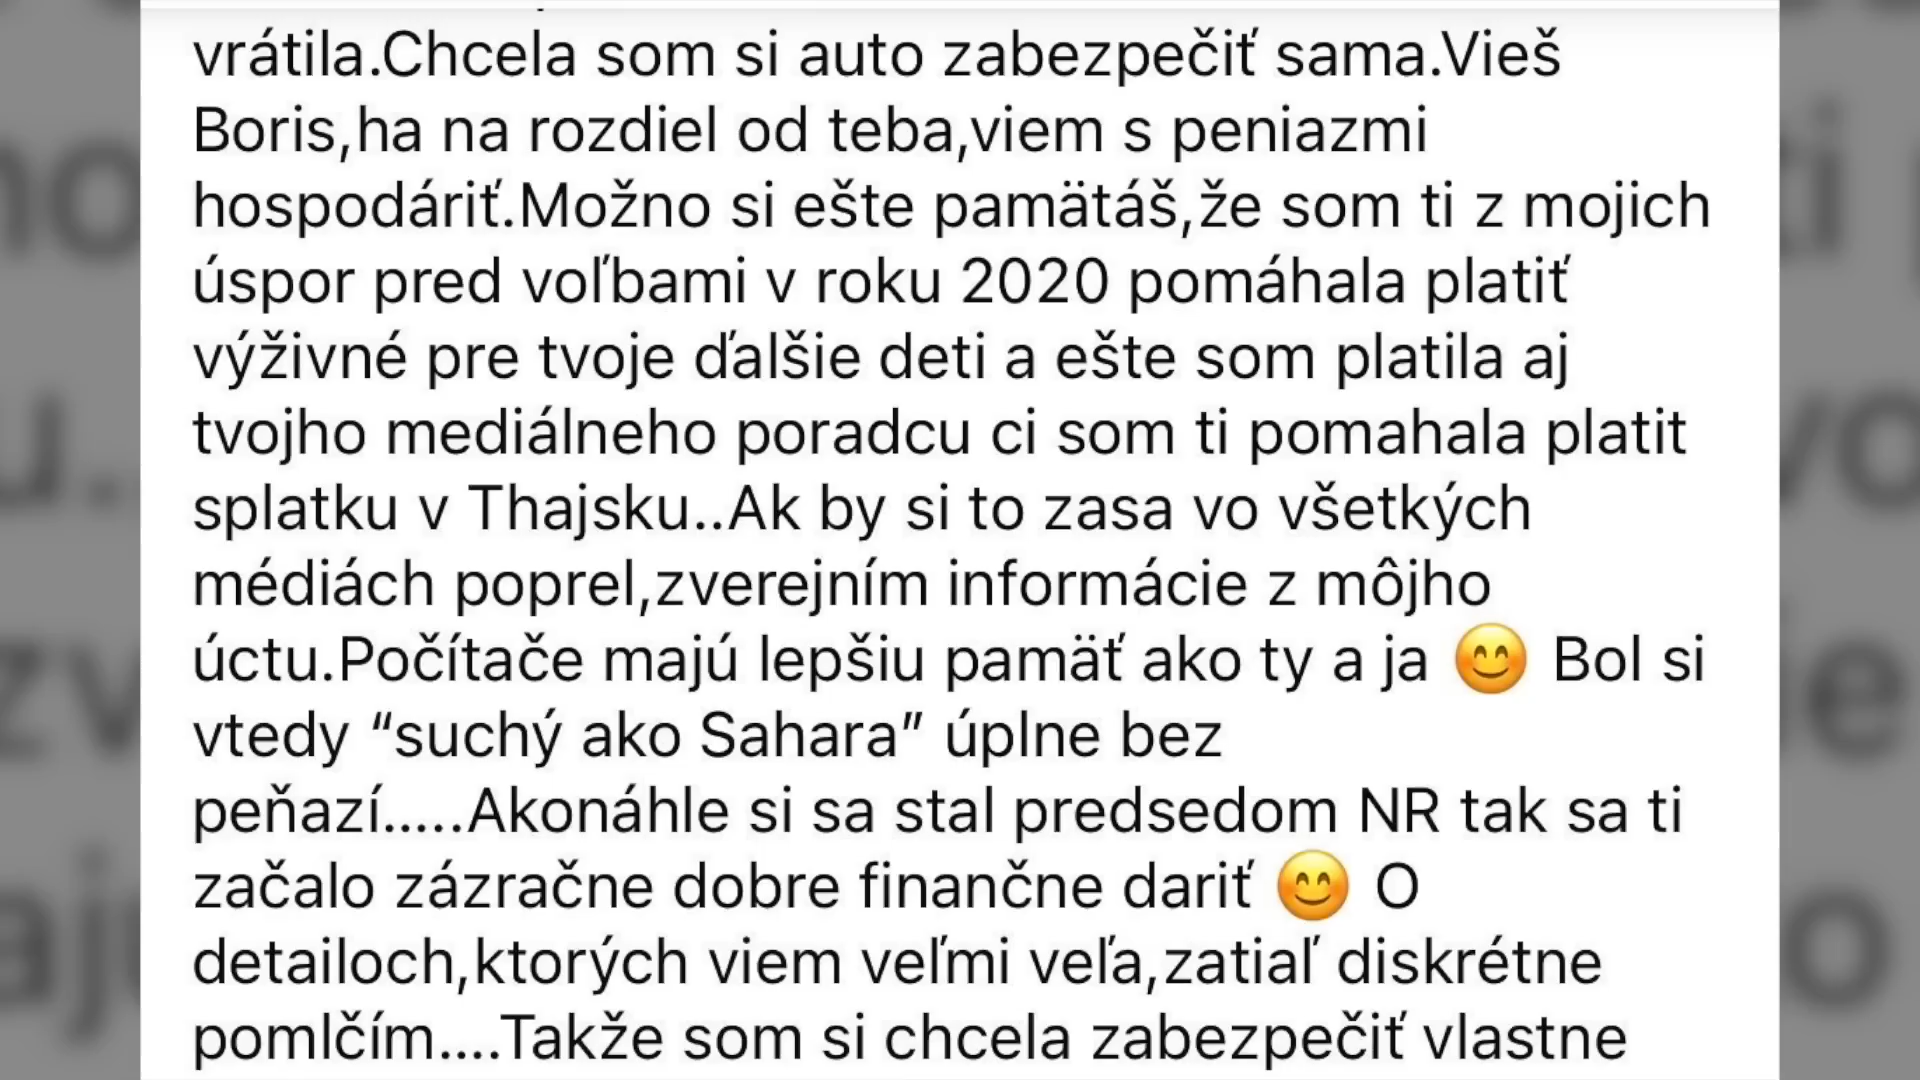 vrátila.Chcela som si auto zabezpečiť sama.Vieš
Boris,ha na rozdiel od teba,viem s peniazmi
hospodáriť.Možno si ešte pamätáš,že som ti z mojich
úspor pred voľbami v roku 2020 pomáhala platiť
výživné pre tvoje ďalšie deti a ešte som platila aj
tvojho mediálneho poradcu ci som ti pomahala platit
splatku v Thajsku..Ak by si to zasa vo všetkých
médiách poprel,zverejním informácie z môjho
úctu.Počítače majú lepšiu pamäť ako ty a ja 😊 Bol si
vtedy “suchý ako Sahara” úplne bez
peňazí.....Akonáhle si sa stal predsedom NR tak sa ti
začalo zázračne dobre finančne dariť 😊 O
detailoch,ktorých viem veľmi veľa,zatiaľ diskrétne
pomlčím....Takže som si chcela zabezpečiť vlastne